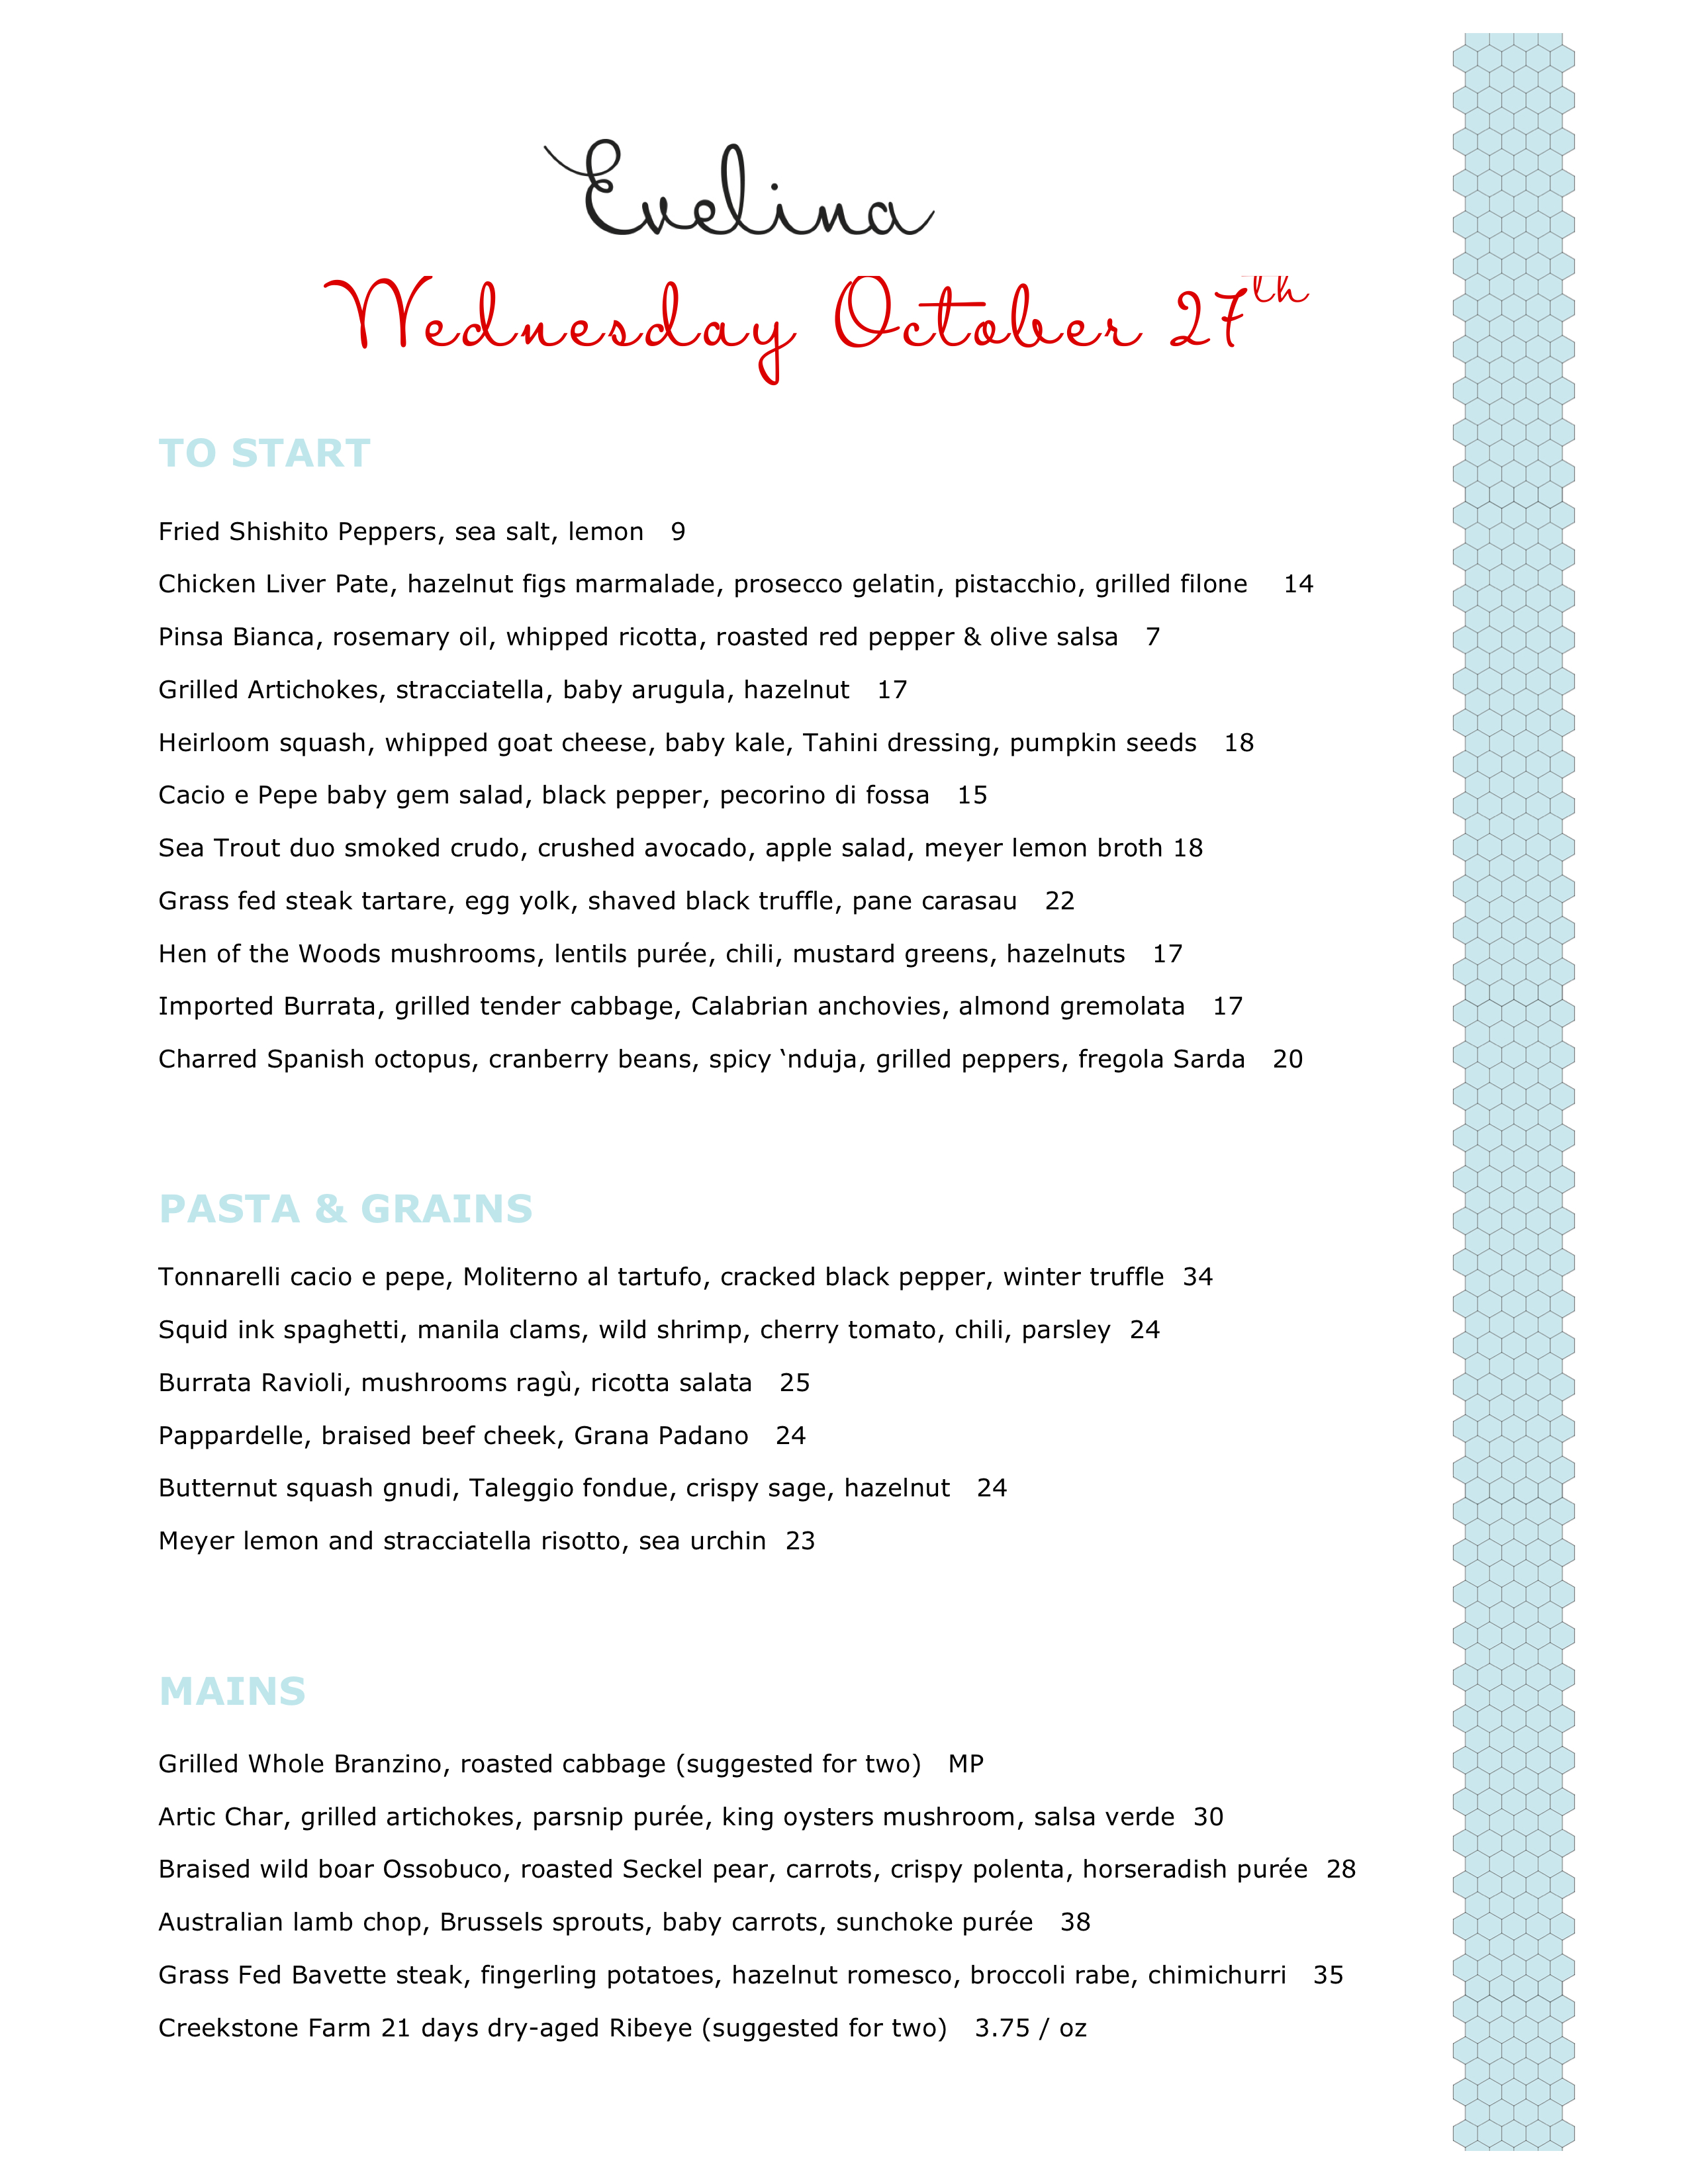 Evelina
Wednesday October 27th
TO START
Fried Shishito Peppers, sea salt, lemon 9
Chicken Liver Pate, hazelnut figs marmalade, prosecco gelatin, pistacchio, grilled filone 14
Pinsa Bianca, rosemary oil, whipped ricotta, roasted red pepper & olive salsa 7
Grilled Artichokes, stracciatella, baby arugula, hazelnut 17
Heirloom squash, whipped goat cheese, baby kale, Tahini dressing, pumpkin seeds 18
Cacio e Pepe baby gem salad, black pepper, pecorino di fossa 15
Sea Trout duo smoked crudo, crushed avocado, apple salad, meyer lemon broth 18
Grass fed steak tartare, egg yolk, shaved black truffle, pane carasau 22
Hen of the Woods mushrooms, lentils purée, chili, mustard greens, hazelnuts 17
Imported Burrata, grilled tender cabbage, Calabrian anchovies, almond gremolata 17
Charred Spanish octopus, cranberry beans, spicy ‘nduja, grilled peppers, fregola Sarda 20
PASTA & GRAINS
Tonnarelli cacio e pepe, Moliterno al tartufo, cracked black pepper, winter truffle 34
Squid ink spaghetti, manila clams, wild shrimp, cherry tomato, chili, parsley 24
Burrata Ravioli, mushrooms ragù, ricotta salata 25
Pappardelle, braised beef cheek, Grana Padano 24
Butternut squash gnudi, Taleggio fondue, crispy sage, hazelnut 24
Meyer lemon and stracciatella risotto, sea urchin 23
MAINS
Grilled Whole Branzino, roasted cabbage (suggested for two) MP
Artic Char, grilled artichokes, parsnip purée, king oysters mushroom, salsa verde 30
Braised wild boar Ossobuco, roasted Seckel pear, carrots, crispy polenta, horseradish purée 28
Australian lamb chop, Brussels sprouts, baby carrots, sunchoke purée 38
Grass Fed Bavette steak, fingerling potatoes, hazelnut romesco, broccoli rabe, chimichurri 35
Creekstone Farm 21 days dry-aged Ribeye (suggested for two) 3.75 / oz